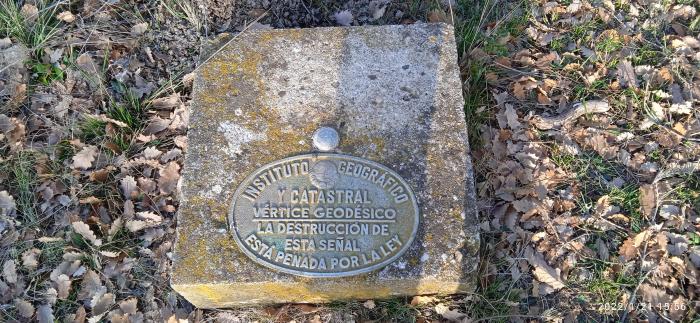 INSTITUTO GEOGRÁFICO
Y CATASTRAL
VÉRTICE GEODÉSICO
LA DESTRUCCIÓN DE
ESTA SEÑAL
ESTÁ PENADA POR LA LEY
2022/1/21 15:56